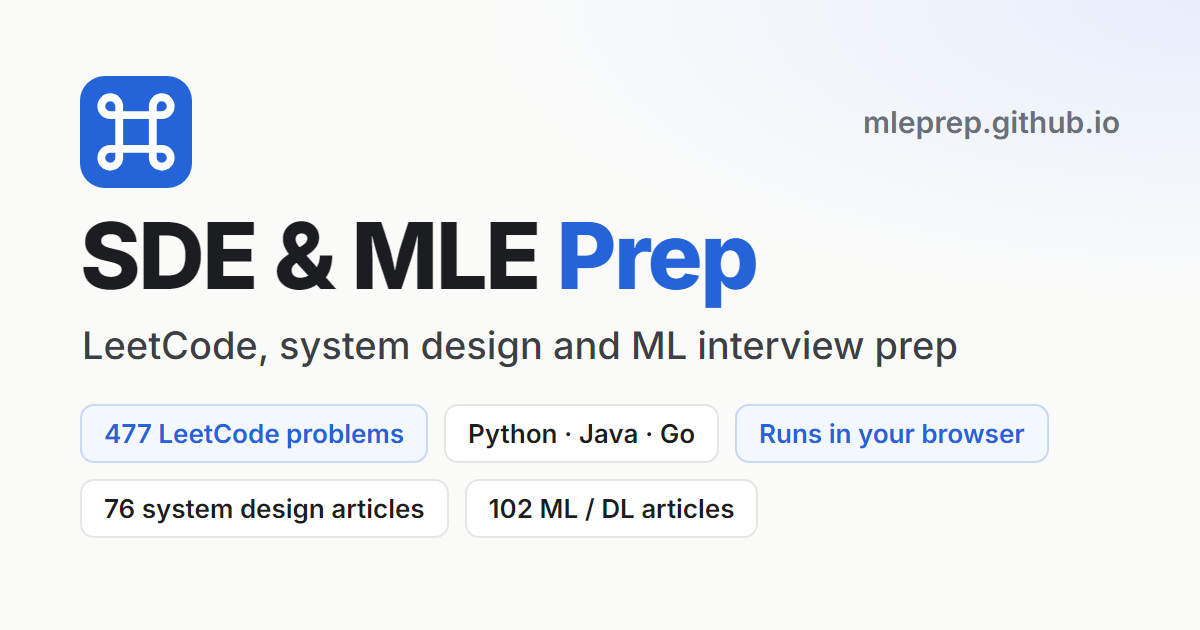 mleprep.github.io
SDE & MLE Prep
LeetCode, system design and ML interview prep
477 LeetCode problems
Python · Java · Go
Runs in your browser
76 system design articles
102 ML / DL articles